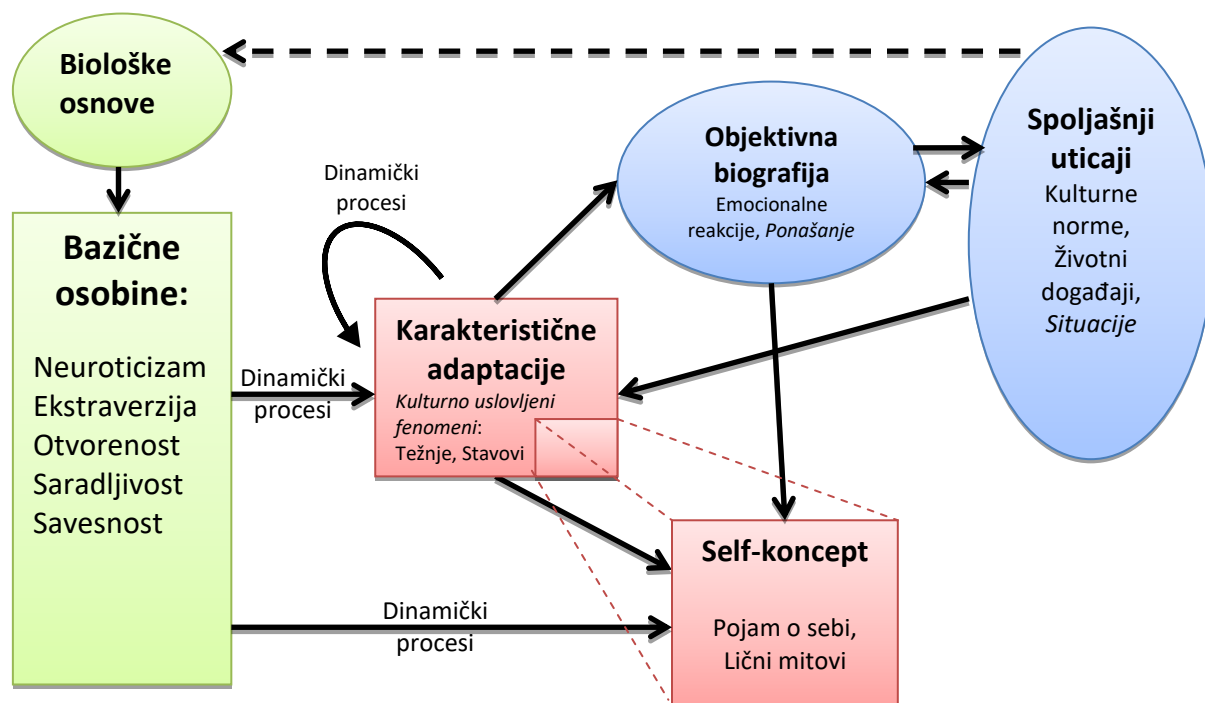 Biološke
osnove
Bazične
osobine:
Neuroticizam
Ekstraverzija
Otvorenost
Saradljivost
Savesnost
Dinamički
procesi
Dinamički
procesi
Karakteristične
adaptacije
Kulturno uslovljeni
fenomeni:
Težnje, Stavovi
Objektivna
biografija
Emocionalne
reakcije, Ponašanje
Spoljašnji
uticaji
Kulturne
norme,
Životni
događaji,
Situacije
Self-koncept
Pojam o sebi,
Lični mitovi
Dinamički
procesi